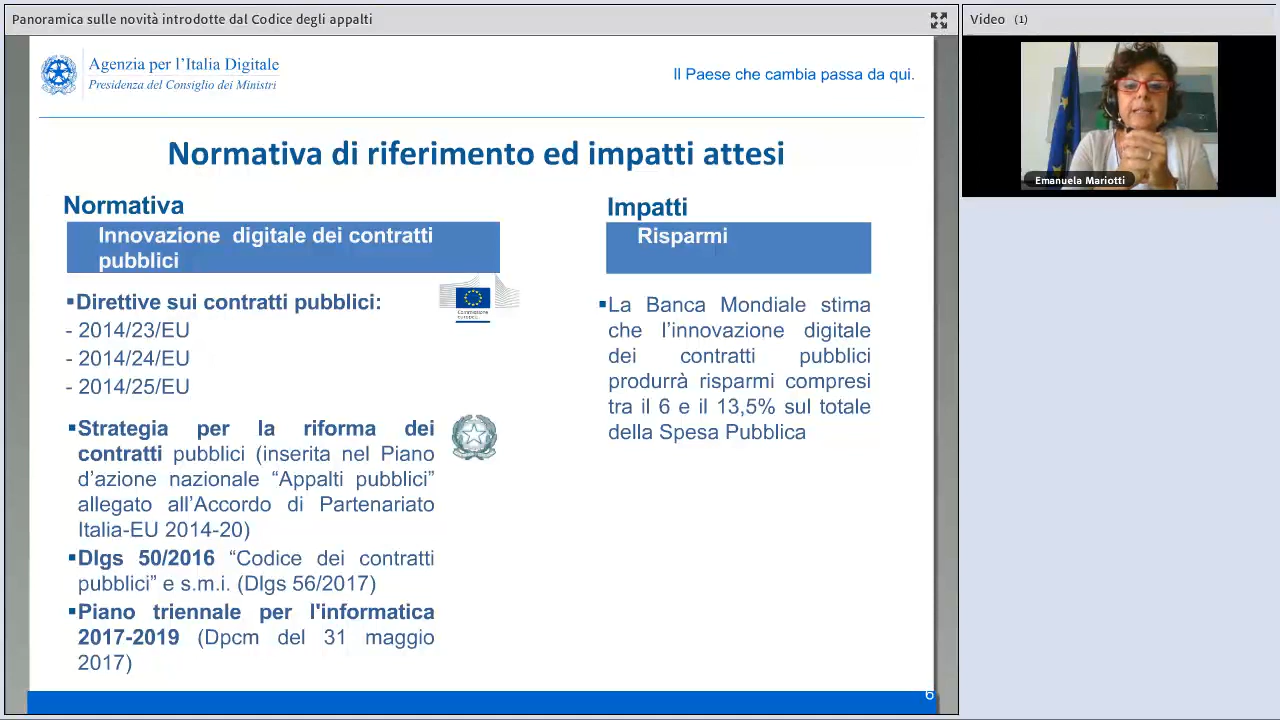 Panoramica sulle novità introdotte dal Codice degli appalti
Video (1)
Agenzia per l'Italia Digitale
Presidenza del Consiglio dei Ministri
Il Paese che cambia passa da qui.
Emanuela Mariotti
Normativa di riferimento ed impatti attesi
Normativa
Innovazione digitale dei contratti
pubblici
▪Direttive sui contratti pubblici:
- 2014/23/EU
- 2014/24/EU
- 2014/25/EU
Commissione
europea
▪Strategia per la riforma dei
contratti pubblici (inserita nel Piano
d'azione nazionale “Appalti pubblici”
allegato all'Accordo di Partenariato
Italia-EU 2014-20)
▪Dlgs 50/2016 “Codice dei contratti
pubblici” e s.m.i. (Dlgs 56/2017)
▪Piano triennale per l'informatica
2017-2019 (Dpcm del 31 maggio
2017)
Impatti
Risparmi
▪La Banca Mondiale stima
che l'innovazione digitale
dei contratti pubblici
produrrà risparmi compresi
tra il 6 e il 13,5% sul totale
della Spesa Pubblica
6